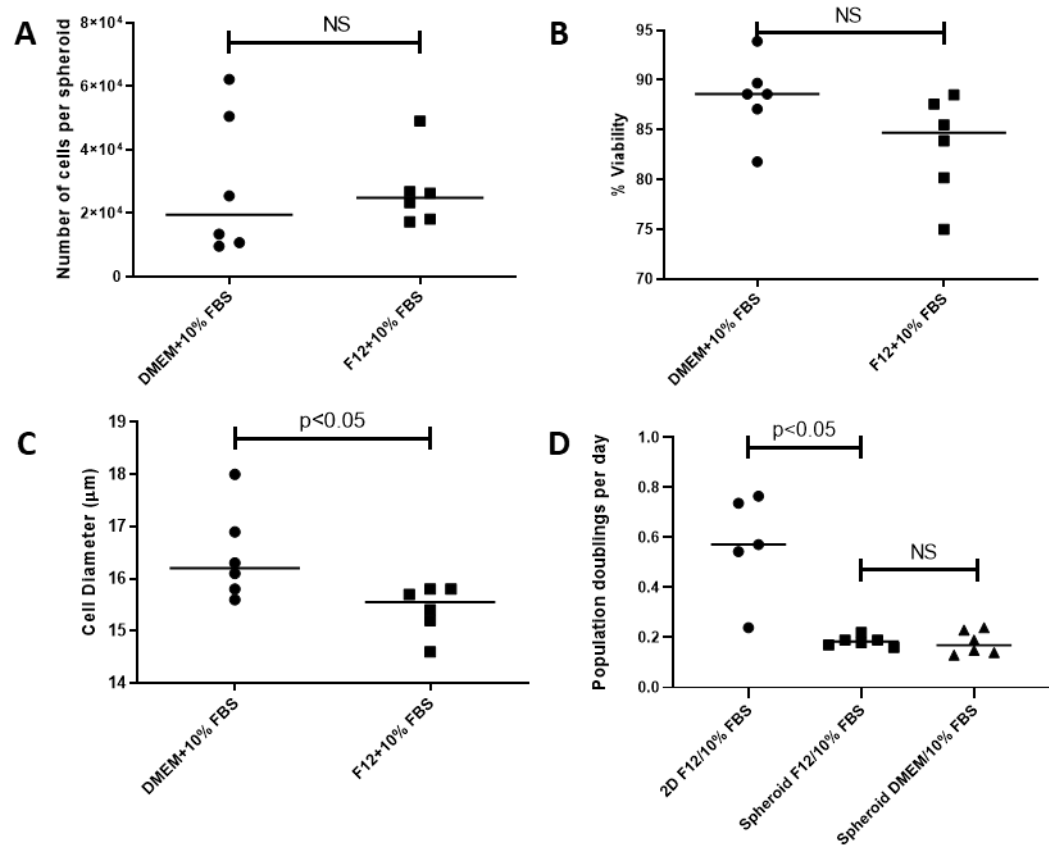 A
Number of cells per spheroid
8×10⁴
6×10⁴
4×10⁴
2×10⁴
0
NS
DMEM+10% FBS
F12+10% FBS
B
% Viability
95
90
85
80
75
70
NS
DMEM+10% FBS
F12+10% FBS
C
Cell Diameter (μm)
19
18
17
16
15
14
p<0.05
DMEM+10% FBS
F12+10% FBS
D
Population doublings per day
1.0
0.8
0.6
0.4
0.2
0.0
p<0.05
NS
2D F12/10% FBS
Spheroid F12/10% FBS
Spheroid DMEM/10% FBS